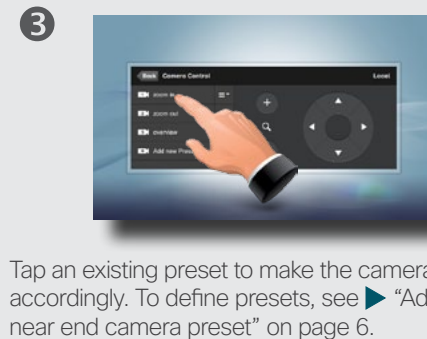 3
Back Camera Control Local
zoom in
zoom out
overview
Add new Prese
Tap an existing preset to make the camera
accordingly. To define presets, see ▶ “Ad
near end camera preset” on page 6.